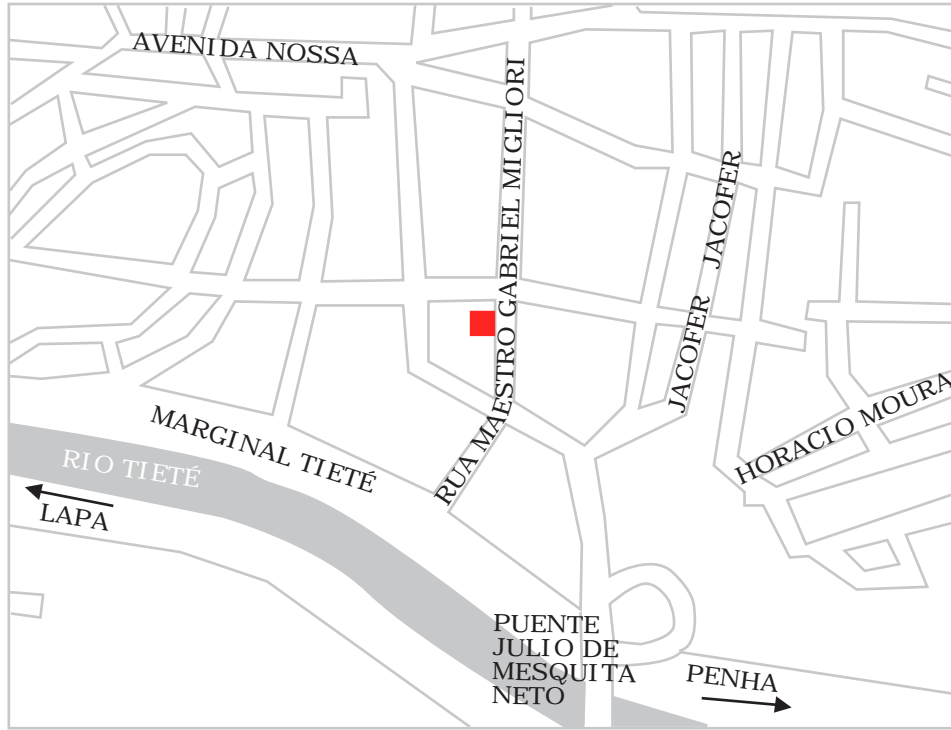 AVENIDA NOSSA
RUA MAESTRO GABRIEL MIGLIORI
JACOFER JACOFER
HORACIO MOURA
MARGINAL TIETÉ
RIO TIETÉ
LAPA
PUENTE
JULIO DE
MESQUITA
NETO
PENHA